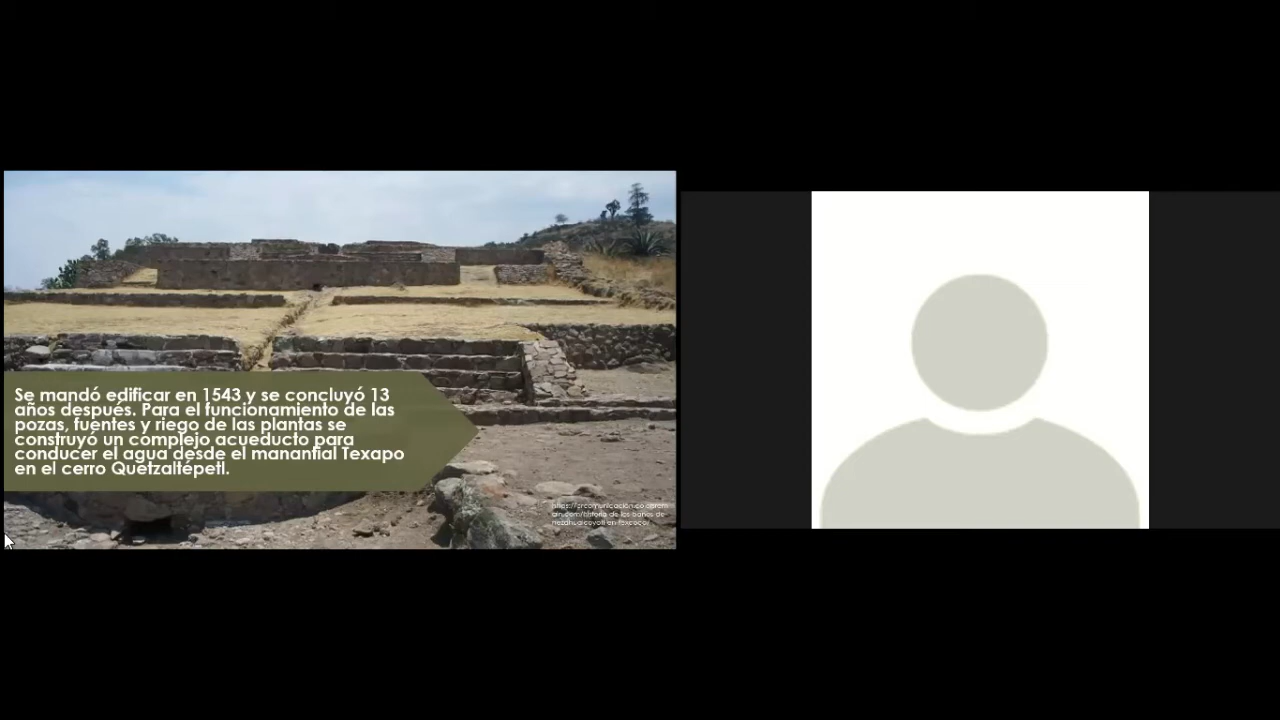 Se mandó edificar en 1543 y se concluyó 13
años después. Para el funcionamiento de las
pozas, fuentes y riego de las plantas se
construyó un complejo acueducto para
conducer el agua desde el manantial Texapo
en el cerro Quetzaltépetl.